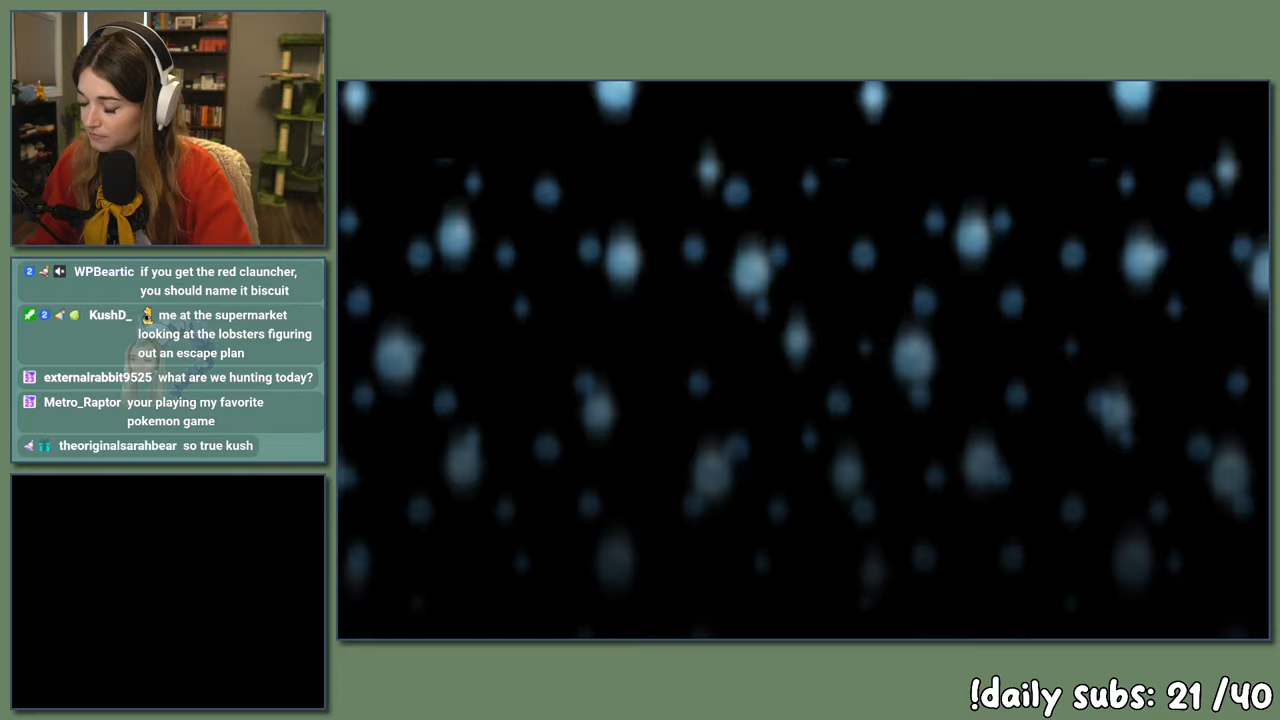 2 WPBeartic if you get the red clauncher,
you should name it biscuit
2 KushD_ me at the supermarket
looking at the lobsters figuring
out an escape plan
externalrabbit9525 what are we hunting today?
Metro_Raptor your playing my favorite
pokemon game
theoriginalsarahbear so true kush
!daily subs: 21 /40